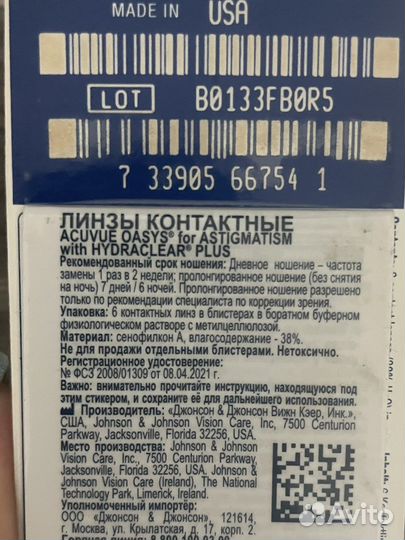 MADE IN USA
LOT B0133FB0R5
7 33905 66754 1
ЛИНЗЫ КОНТАКТНЫЕ
ACUVUE OASYS® for ASTIGMATISM
with HYDRACLEAR® PLUS
Рекомендованный срок ношения: Дневное ношение – частота
замены 1 раз в 2 недели; пролонгированное ношение (без снятия
на ночь) 7 дней / 6 ночей. Пролонгированное ношение разрешено
только по рекомендации специалиста по коррекции зрения.
Упаковка: 6 контактных линз в блистерах в боратном буферном
физиологическом растворе с метилцеллюлозой.
Материал: сенофилкон А, влагосодержание - 38%.
Не для продажи отдельными блистерами. Нетоксично.
Регистрационное удостоверение:
№ ФСЗ 2008/01309 от 08.04.2021 г.
Важно: внимательно прочитайте инструкцию, находящуюся под
этим стикером, и сохраните её для дальнейшего использования.
Производитель: «Джонсон & Джонсон Вижн Кэер, Инк.»,
США, Johnson & Johnson Vision Care, Inc, 7500 Centurion
Parkway, Jacksonville, Florida 32256, USA.
Место производства: Johnson & Johnson
Vision Care, Inc., 7500 Centurion Parkway,
Jacksonville, Florida 32256, USA. Johnson &
Johnson Vision Care (Ireland), The National
Technology Park, Limerick, Ireland.
Уполномоченный импортёр:
ООО «Джонсон & Джонсон», 121614,
г. Москва, ул. Крылатская, д. 17, корп. 2.
Avito